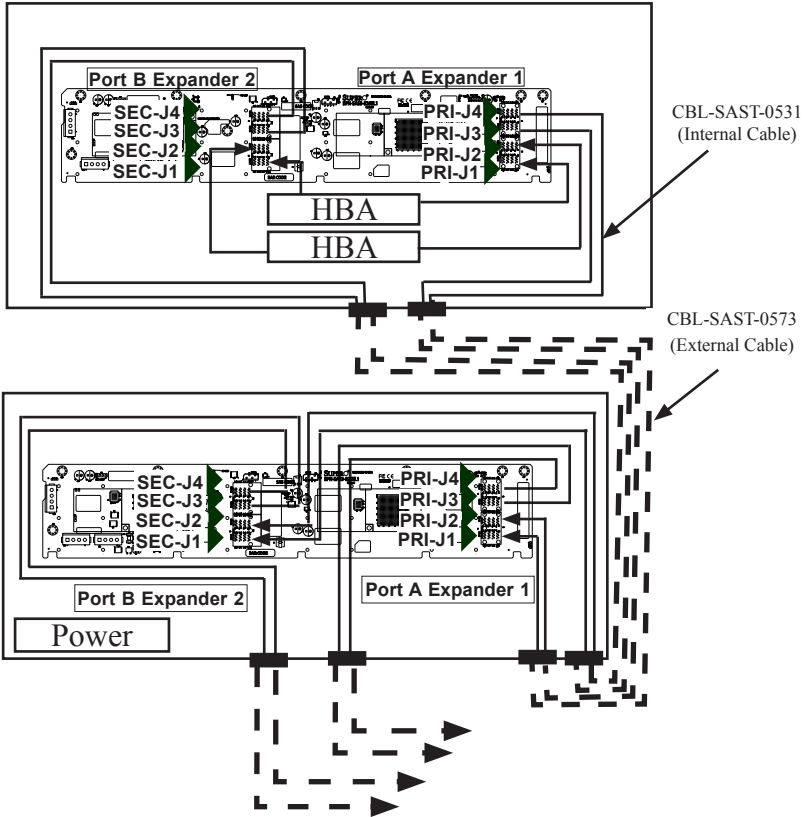 Port B Expander 2
Port A Expander 1
SEC-J4
SEC-J3
SEC-J2
SEC-J1
PRI-J4
PRI-J3
PRI-J2
PRI-J1
HBA
HBA
CBL-SAST-0531
(Internal Cable)
CBL-SAST-0573
(External Cable)
SEC-J4
SEC-J3
SEC-J2
SEC-J1
PRI-J4
PRI-J3
PRI-J2
PRI-J1
Port B Expander 2
Port A Expander 1
Power